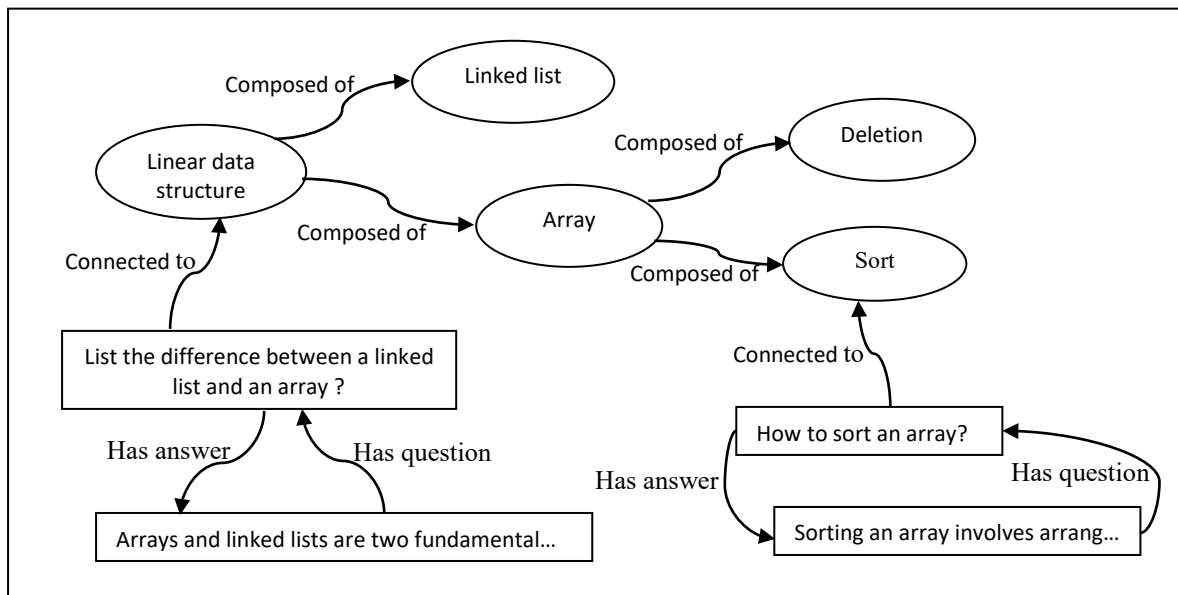 Linked list
Composed of
Deletion
Composed of
Linear data
structure
Array
Composed of
Sort
Connected to
Composed of
List the difference between a linked
list and an array ?
Connected to
How to sort an array?
Has answer
Has question
Has question
Has answer
Arrays and linked lists are two fundamental…
Sorting an array involves arrang…